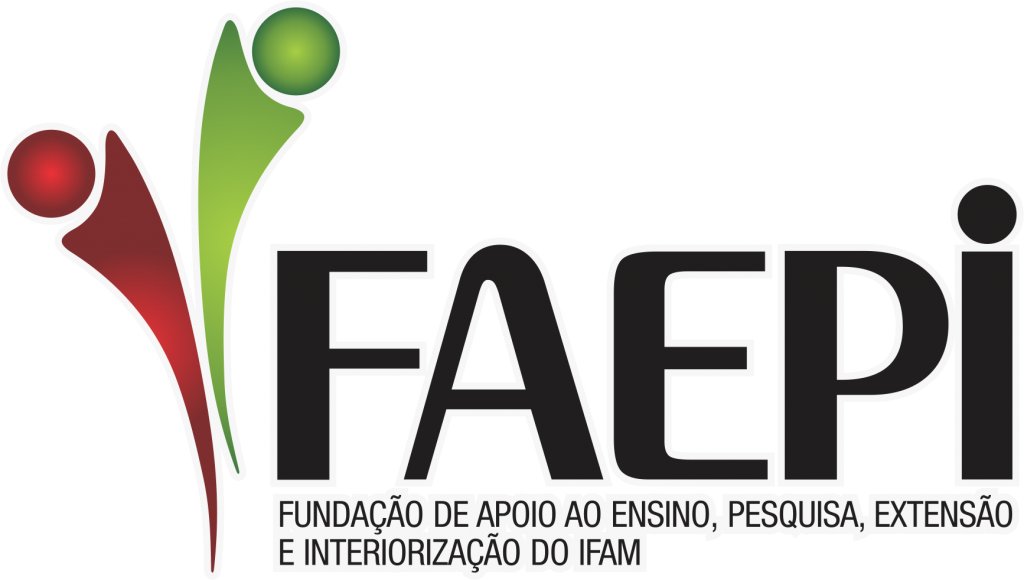 FAEPI
FUNDAÇÃO DE APOIO AO ENSINO, PESQUISA, EXTENSÃO
E INTERIORIZAÇÃO DO IFAM